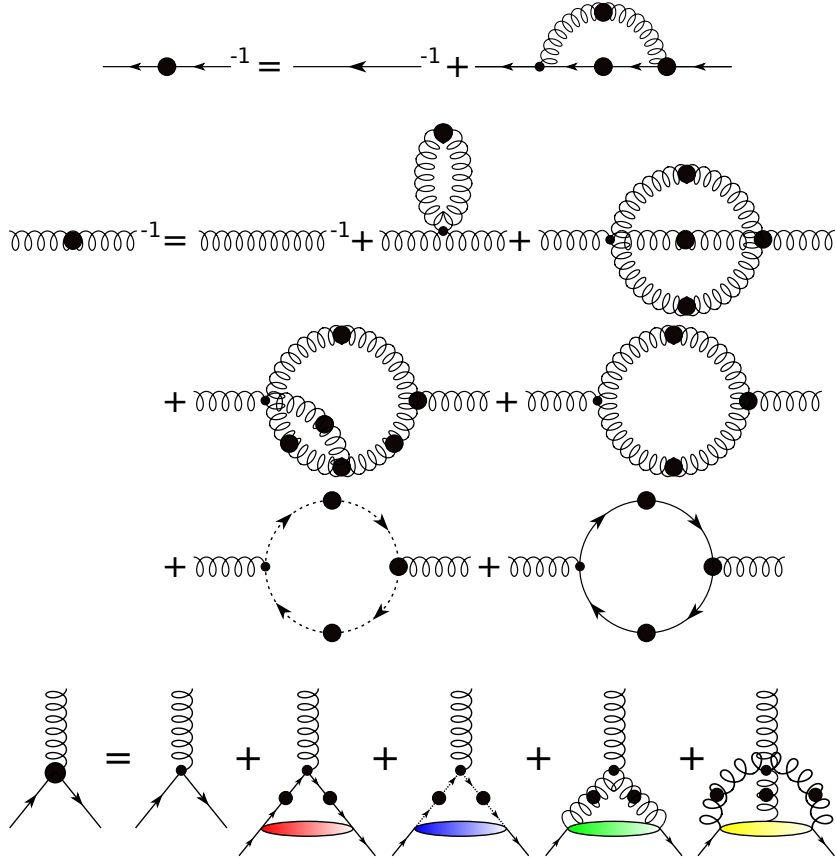 -1 = -1 +
-1 = -1 + +
+ +
+ +
= + + + +